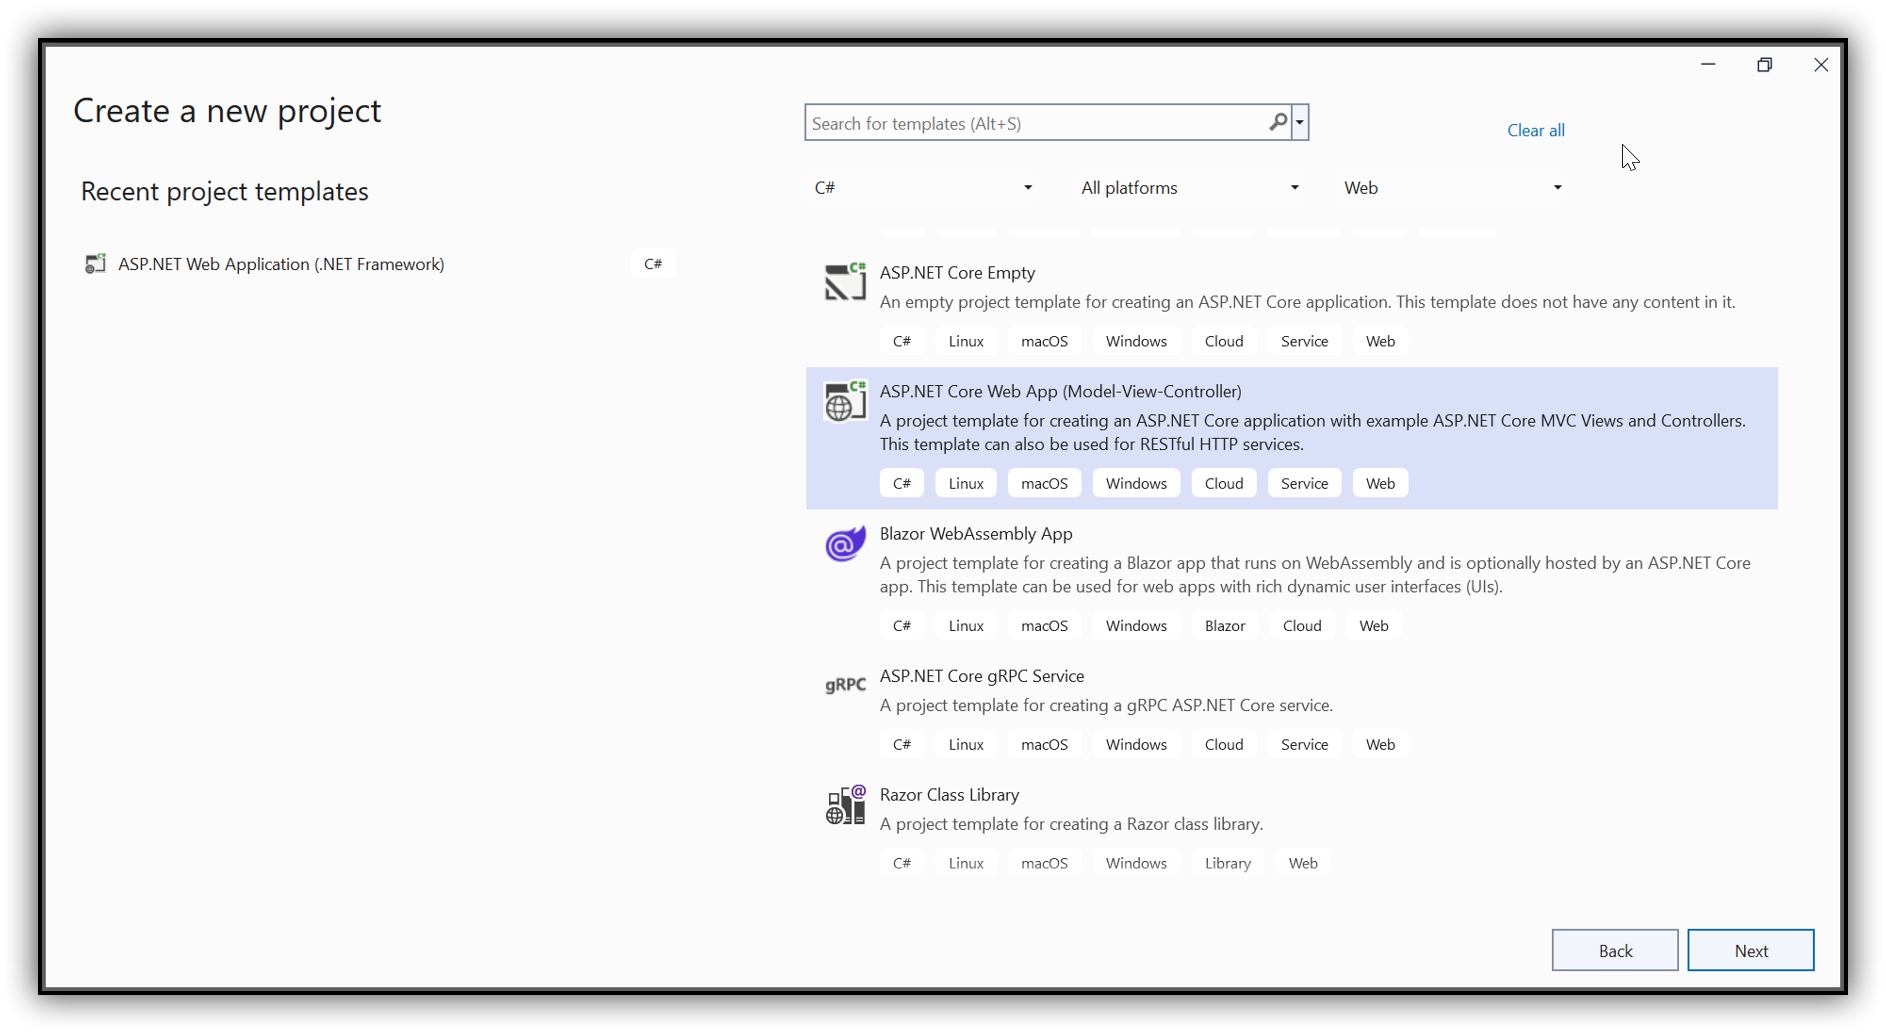 Create a new project
Search for templates (Alt+S)
Clear all
Recent project templates
C#
All platforms
Web
ASP.NET Web Application (.NET Framework)
C#
C#
ASP.NET Core Empty
An empty project template for creating an ASP.NET Core application. This template does not have any content in it.
C# Linux macOS Windows Cloud Service Web
C#
ASP.NET Core Web App (Model-View-Controller)
A project template for creating an ASP.NET Core application with example ASP.NET Core MVC Views and Controllers.
This template can also be used for RESTful HTTP services.
C# Linux macOS Windows Cloud Service Web
@
Blazor WebAssembly App
A project template for creating a Blazor app that runs on WebAssembly and is optionally hosted by an ASP.NET Core
app. This template can be used for web apps with rich dynamic user interfaces (UIs).
C# Linux macOS Windows Blazor Cloud Web
gRPC
ASP.NET Core gRPC Service
A project template for creating a gRPC ASP.NET Core service.
C# Linux macOS Windows Cloud Service Web
@
Razor Class Library
A project template for creating a Razor class library.
C# Linux macOS Windows Library Web
Back
Next